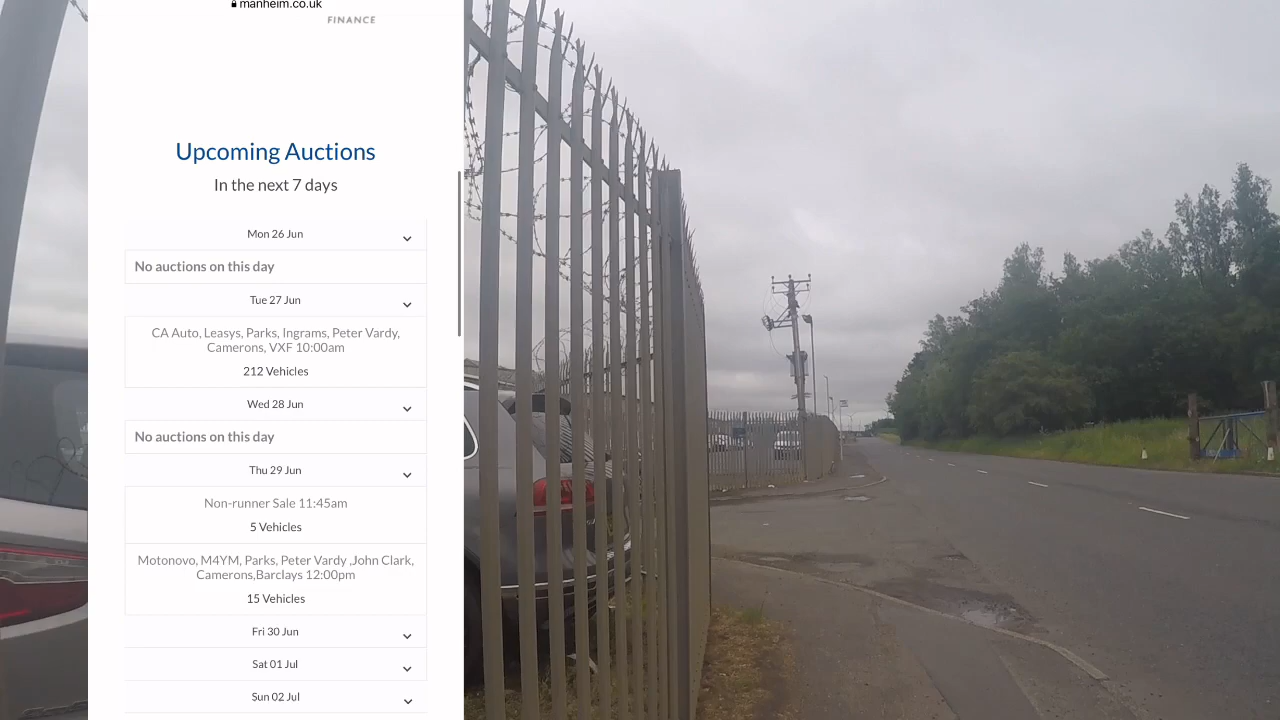 manheim.co.uk
FINANCE
Upcoming Auctions
In the next 7 days
Mon 26 Jun
No auctions on this day
Tue 27 Jun
CA Auto, Leasys, Parks, Ingrams, Peter Vardy,
Camerons, VXF 10:00am
212 Vehicles
Wed 28 Jun
No auctions on this day
Thu 29 Jun
Non-runner Sale 11:45am
5 Vehicles
Motonovo, M4YM, Parks, Peter Vardy ,John Clark,
Camerons,Barclays 12:00pm
15 Vehicles
Fri 30 Jun
Sat 01 Jul
Sun 02 Jul